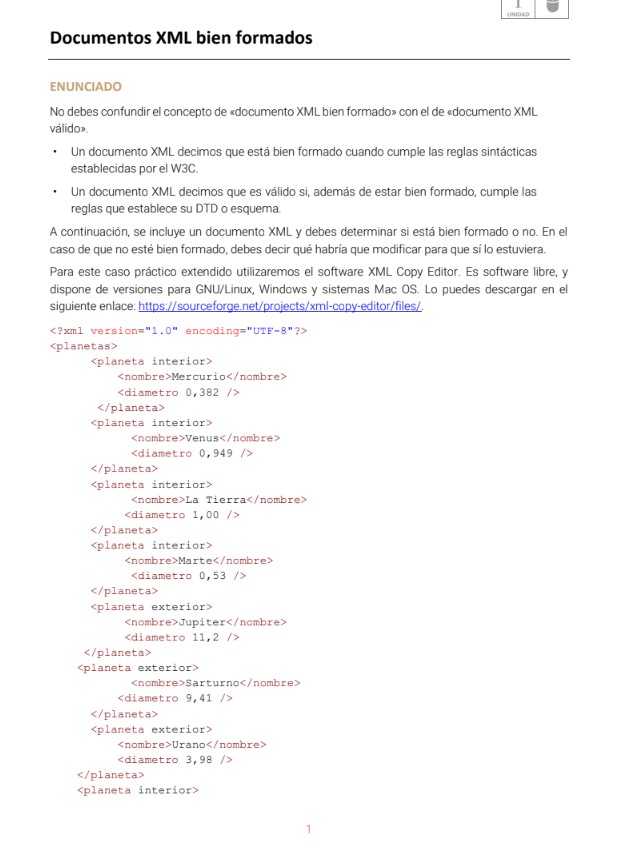 1
UNIDAD
Documentos XML bien formados
ENUNCIADO
No debes confundir el concepto de «documento XML bien formado» con el de «documento XML
válido».
• Un documento XML decimos que está bien formado cuando cumple las reglas sintácticas
establecidas por el W3C.
• Un documento XML decimos que es válido si, además de estar bien formado, cumple las
reglas que establece su DTD o esquema.
A continuación, se incluye un documento XML y debes determinar si está bien formado o no. En el
caso de que no esté bien formado, debes decir qué habría que modificar para que sí lo estuviera.
Para este caso práctico extendido utilizaremos el software XML Copy Editor. Es software libre, y
dispone de versiones para GNU/Linux, Windows y sistemas Mac OS. Lo puedes descargar en el
siguiente enlace: https://sourceforge.net/projects/xml-copy-editor/files/.
<?xml version="1.0" encoding="UTF-8"?>
<planetas>
<planeta interior>
<nombre>Mercurio</nombre>
<diametro 0,382 />
</planeta>
<planeta interior>
<nombre>Venus</nombre>
<diametro 0,949 />
</planeta>
<planeta interior>
<nombre>La Tierra</nombre>
<diametro 1,00 />
</planeta>
<planeta interior>
<nombre>Marte</nombre>
<diametro 0,53 />
</planeta>
<planeta exterior>
<nombre>Jupiter</nombre>
<diametro 11,2 />
</planeta>
<planeta exterior>
<nombre>Sarturno</nombre>
<diametro 9,41 />
</planeta>
<planeta exterior>
<nombre>Urano</nombre>
<diametro 3,98 />
</planeta>
<planeta interior>
1